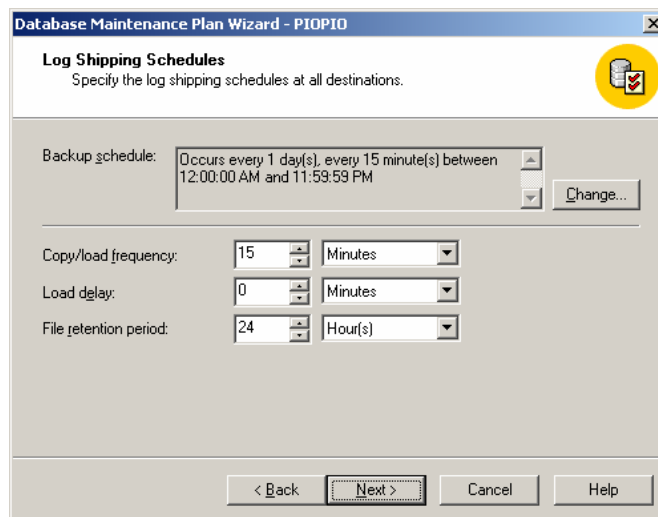 Database Maintenance Plan Wizard - PIOPIO
Log Shipping Schedules
Specify the log shipping schedules at all destinations.
Backup schedule:
Occurs every 1 day(s), every 15 minute(s) between
12:00:00 AM and 11:59:59 PM
Change...
Copy/load frequency: 15 Minutes
Load delay: 0 Minutes
File retention period: 24 Hour(s)
< Back Next > Cancel Help